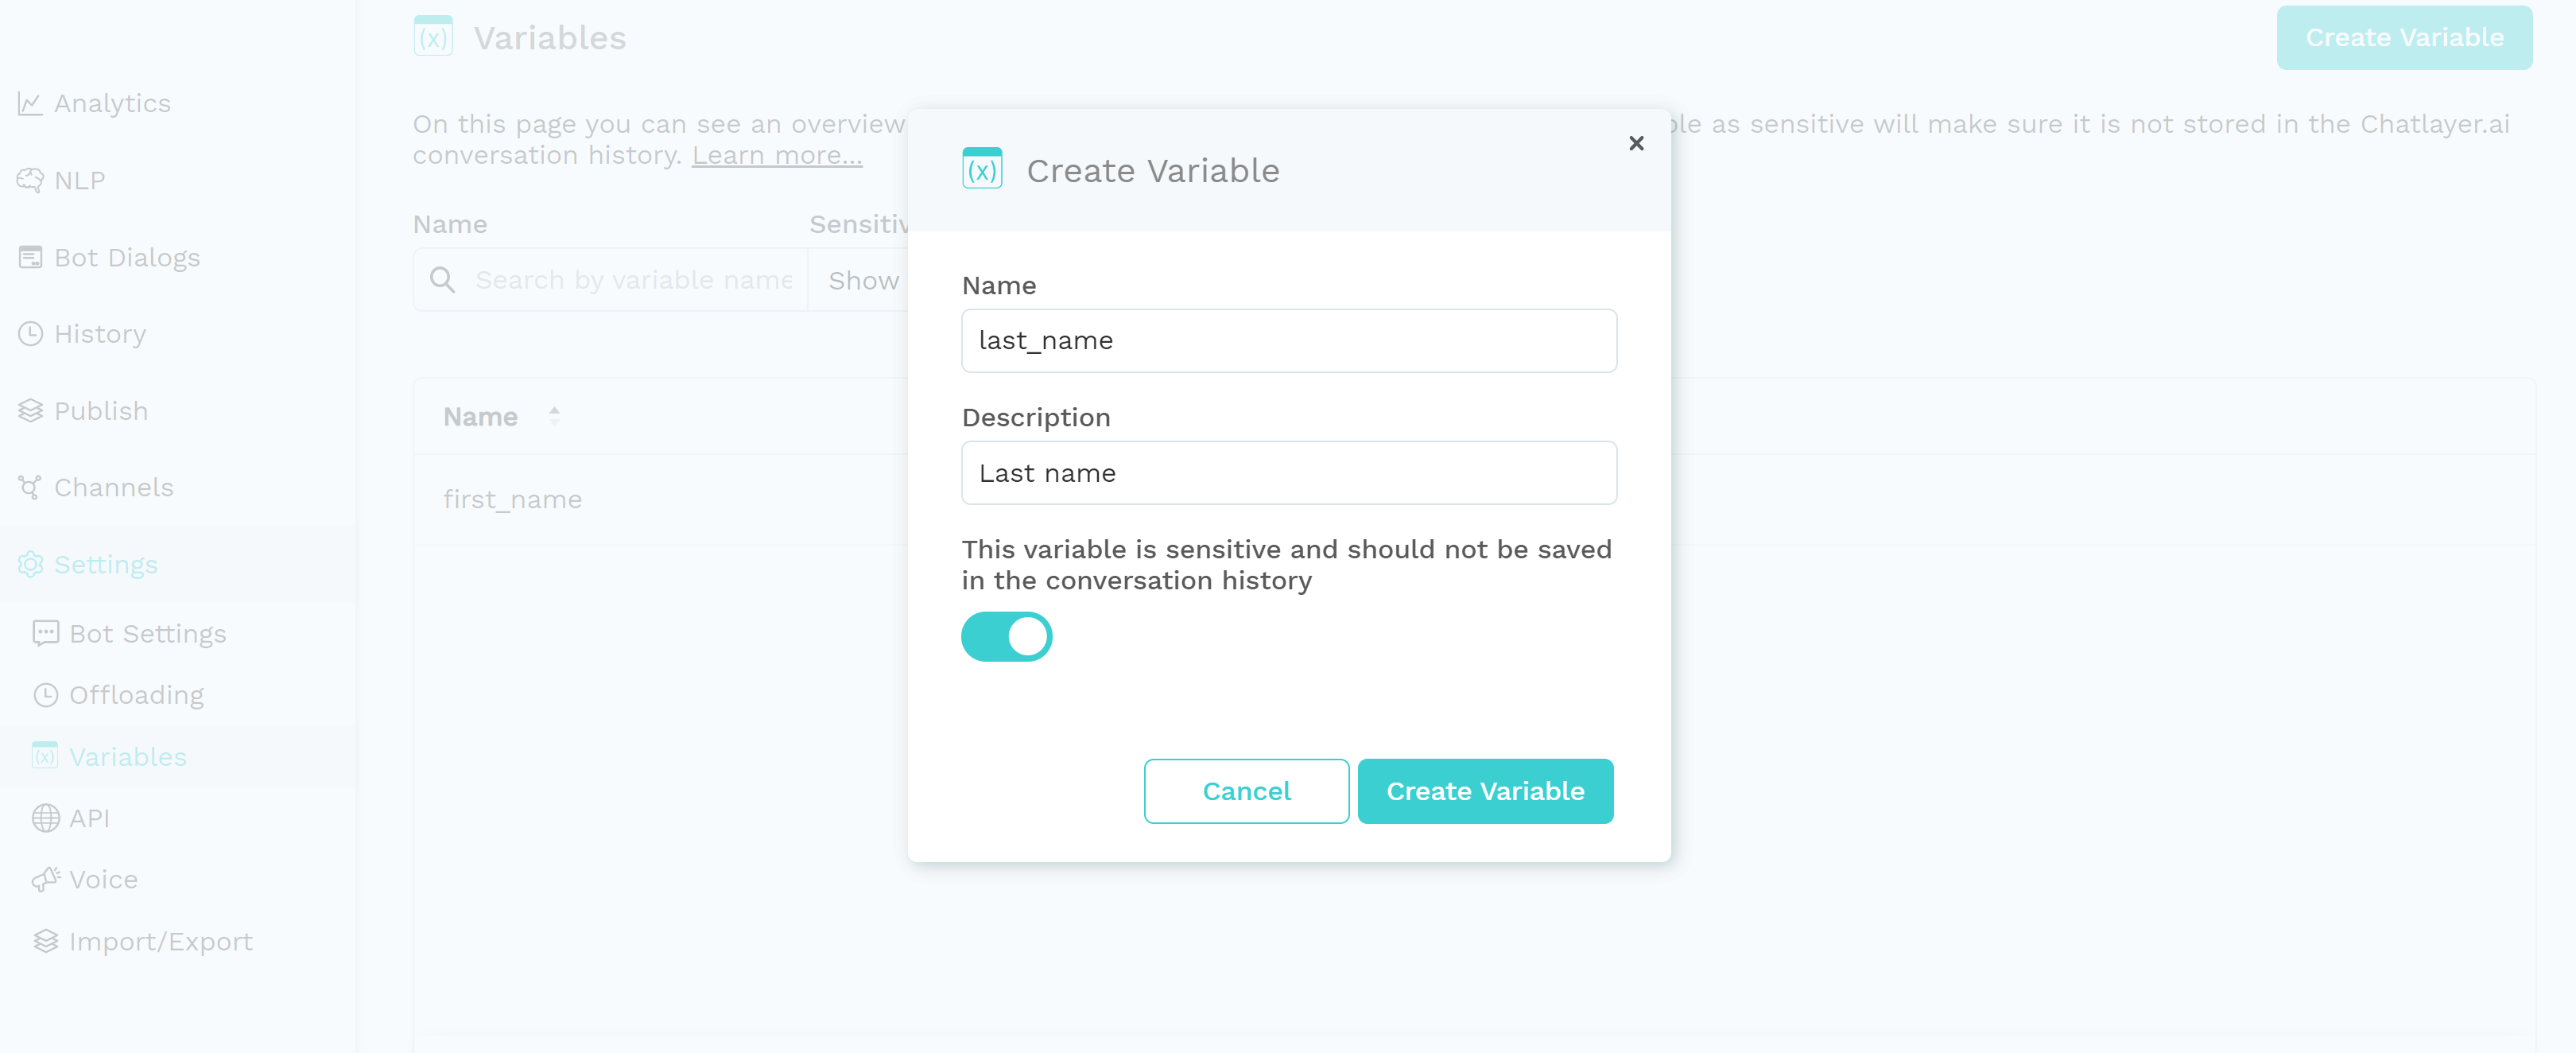 Analytics
NLP
Bot Dialogs
History
Publish
Channels
Settings
Bot Settings
Offloading
Variables
API
Voice
Import/Export
(x) Variables
Create Variable
On this page you can see an overview
ble as sensitive will make sure it is not stored in the Chatlayer.ai
conversation history. Learn more...
Name
Sensitiv
Search by variable name
Show
Name
first_name
(x) Create Variable
Name
last_name
Description
Last name
This variable is sensitive and should not be saved
in the conversation history
Cancel
Create Variable